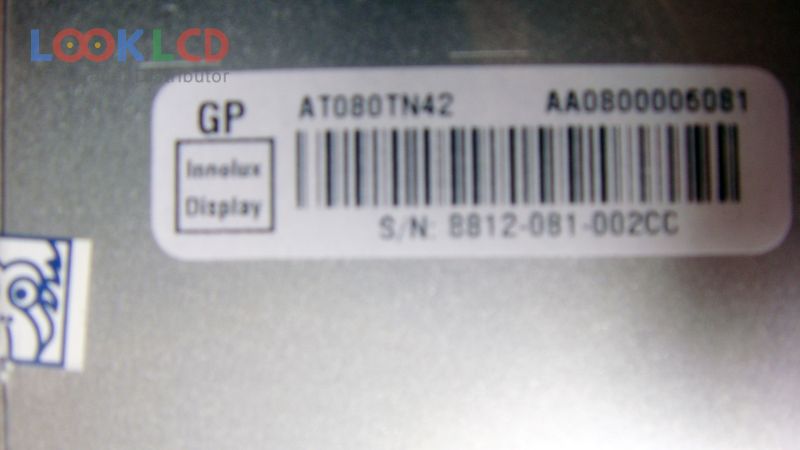 LOOKLCD
GP
AT080TN42 AA0800006081
Innolux
Display
S/N: 8812-081-002CC